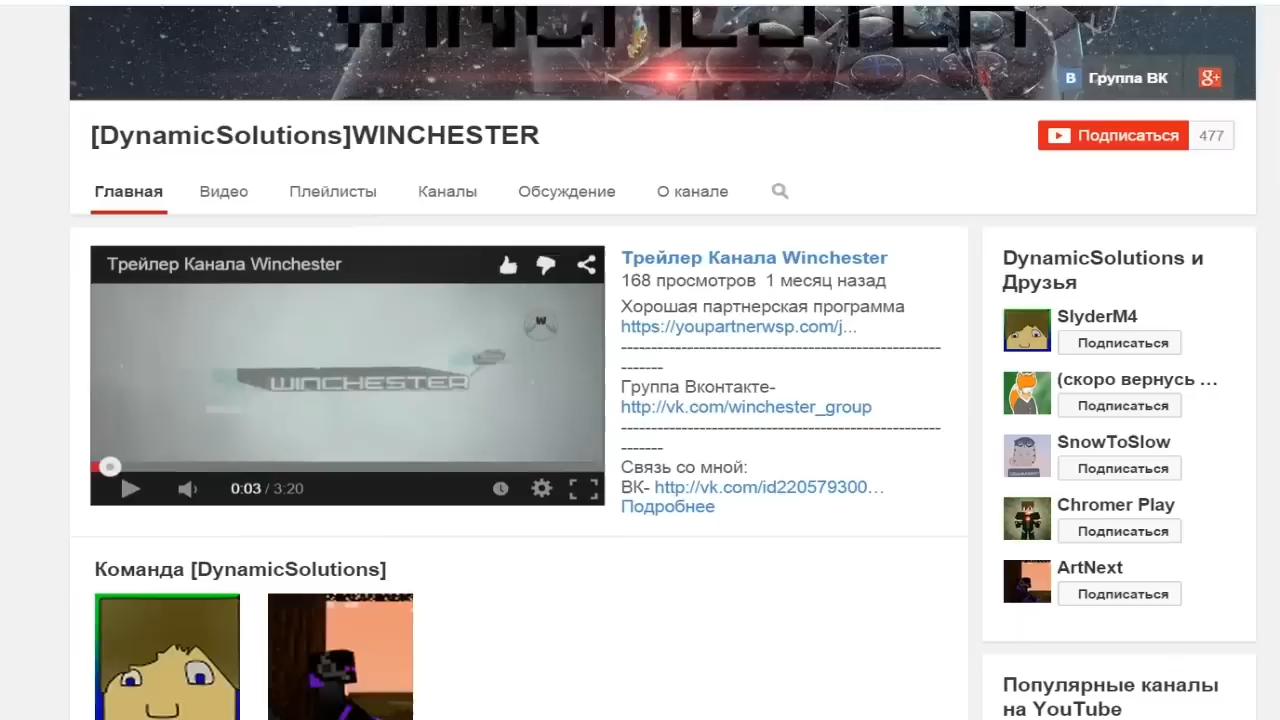 WINCHESTER
B Группа ВК
g+
[DynamicSolutions]WINCHESTER
Подписаться 477
Главная Видео Плейлисты Каналы Обсуждение О канале
Трейлер Канала Winchester
W
WINCHESTER
0:03 / 3:20
Трейлер Канала Winchester
168 просмотров 1 месяц назад
Хорошая партнерская программа
https://youpartnerwsp.com/j...
-----------------------------------------------------
-------
Группа Вконтакте-
http://vk.com/winchester_group
-----------------------------------------------------
-------
Связь со мной:
ВК- http://vk.com/id220579300…
Подробнее
Команда [DynamicSolutions]
DynamicSolutions и
Друзья
SlyderM4
Подписаться
(скоро вернусь …
Подписаться
SnowToSlow
Подписаться
Chromer Play
Подписаться
ArtNext
Подписаться
Популярные каналы
на YouTube